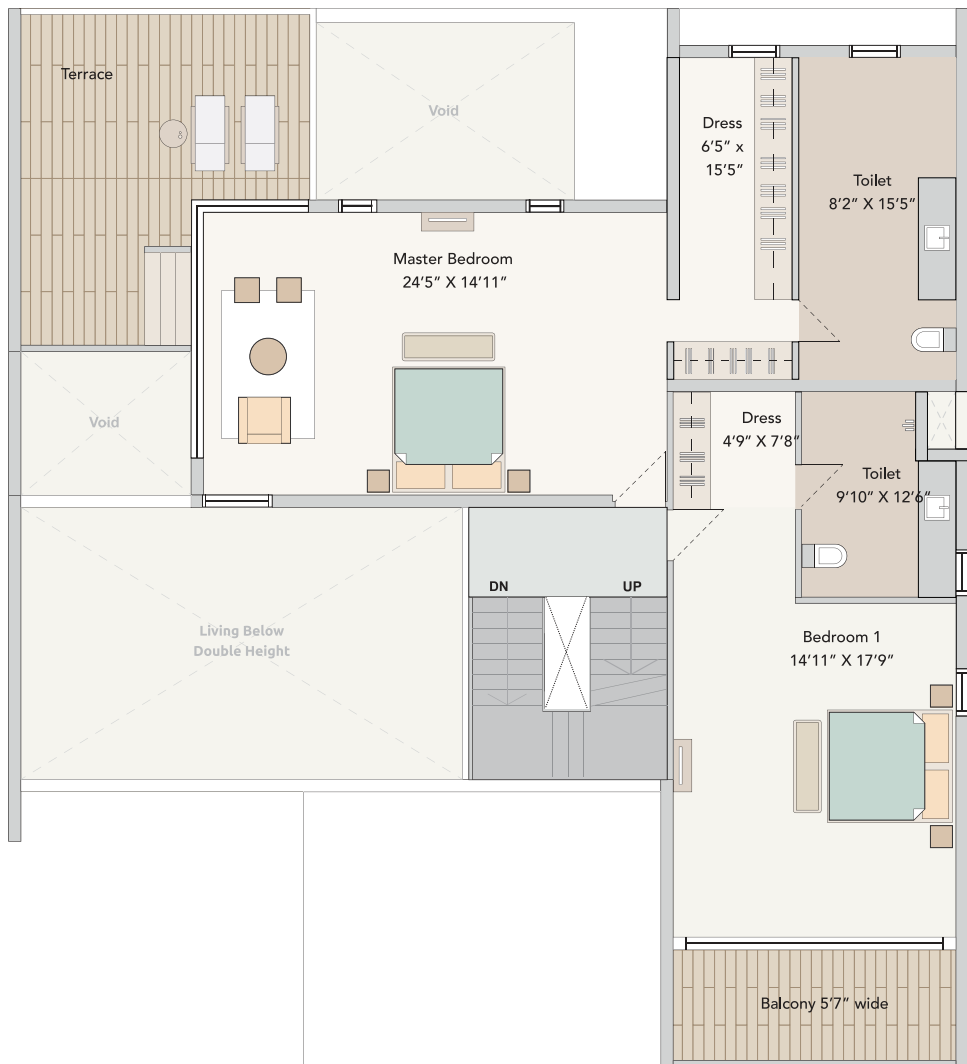 Terrace
Void
Dress
6'5" x
15'5"
Toilet
8'2" X 15'5"
Master Bedroom
24'5" X 14'11"
Void
Dress
4'9" X 7'8"
Toilet
9'10" X 12'6"
DN
UP
Living Below
Double Height
Bedroom 1
14'11" X 17'9"
Balcony 5'7" wide